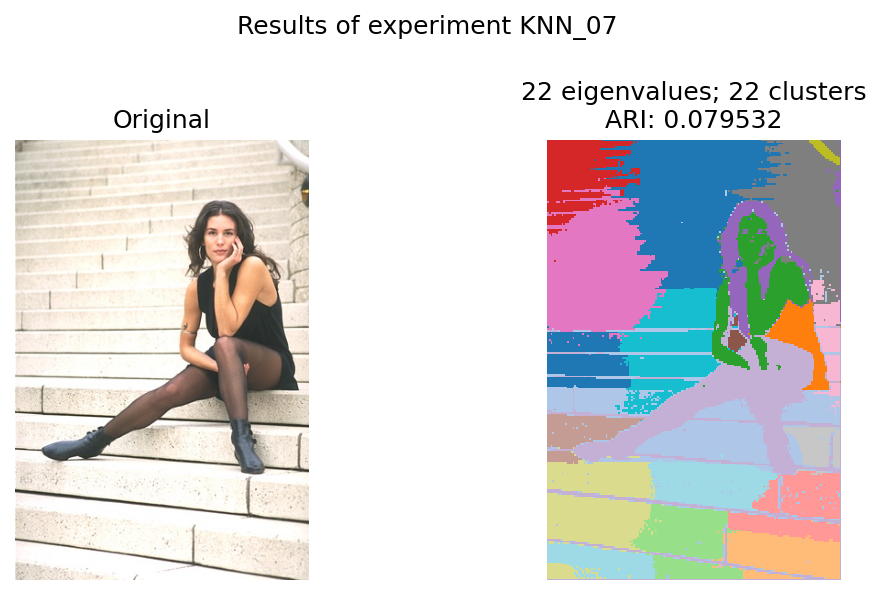 Results of experiment KNN_07
Original
22 eigenvalues; 22 clusters
ARI: 0.079532